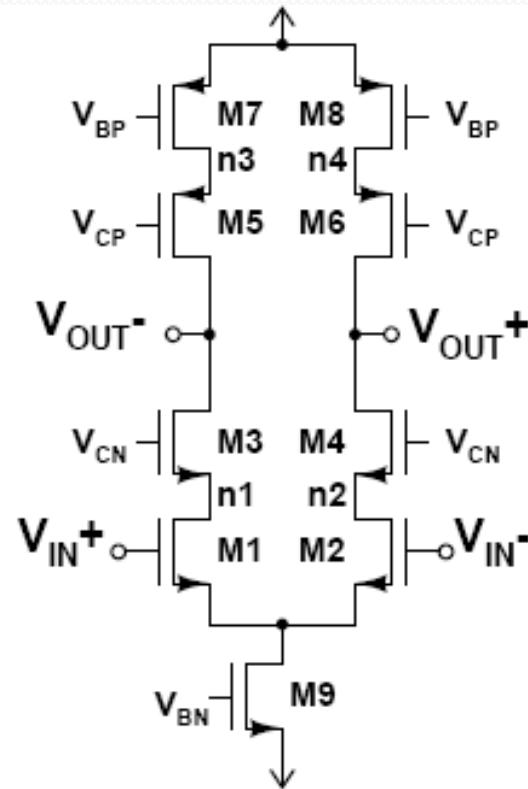 V_BP M7 M8 V_BP
n3 n4
V_CP M5 M6 V_CP
V_OUT- V_OUT+
V_CN M3 M4 V_CN
n1 n2
V_IN+ M1 M2 V_IN-
V_BN M9